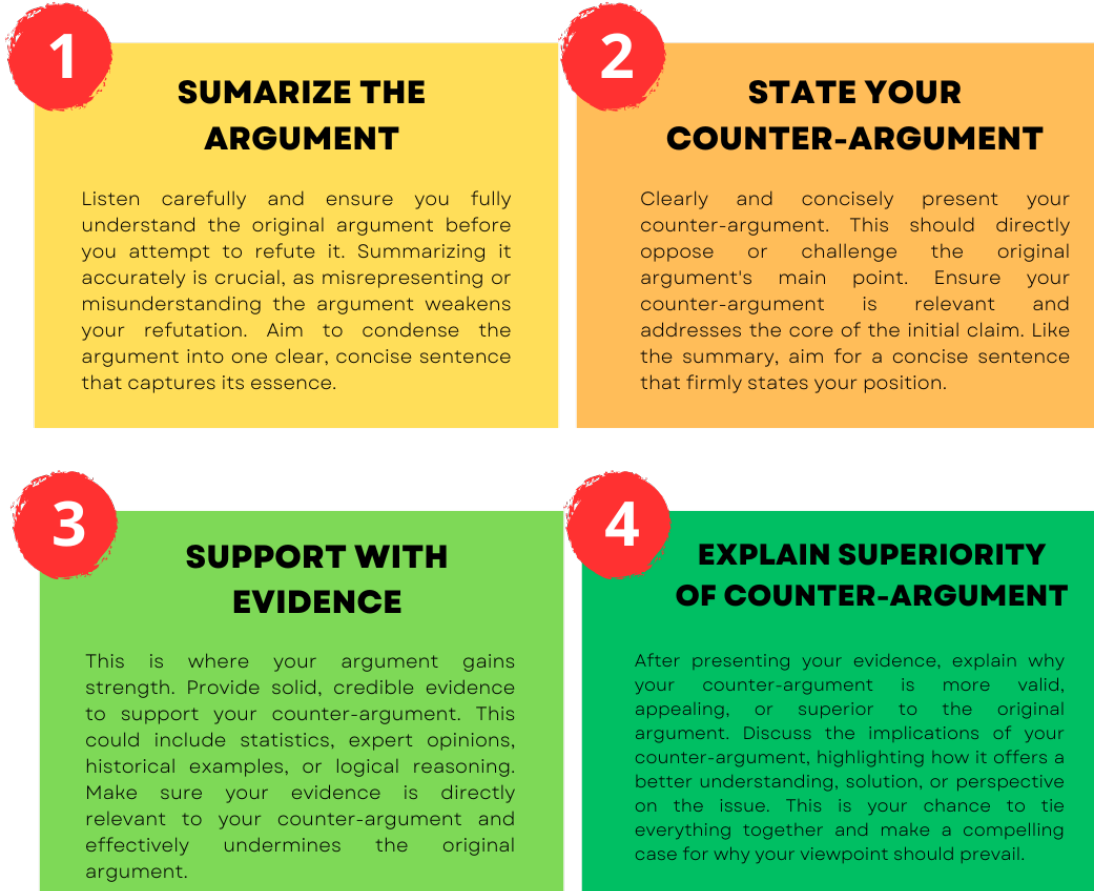 1
SUMARIZE THE
ARGUMENT
Listen carefully and ensure you fully
understand the original argument before
you attempt to refute it. Summarizing it
accurately is crucial, as misrepresenting or
misunderstanding the argument weakens
your refutation. Aim to condense the
argument into one clear, concise sentence
that captures its essence.
2
STATE YOUR
COUNTER-ARGUMENT
Clearly and concisely present your
counter-argument. This should directly
oppose or challenge the original
argument's main point. Ensure your
counter-argument is relevant and
addresses the core of the initial claim. Like
the summary, aim for a concise sentence
that firmly states your position.
3
SUPPORT WITH
EVIDENCE
This is where your argument gains
strength. Provide solid, credible evidence
to support your counter-argument. This
could include statistics, expert opinions,
historical examples, or logical reasoning.
Make sure your evidence is directly
relevant to your counter-argument and
effectively undermines the original
argument.
4
EXPLAIN SUPERIORITY
OF COUNTER-ARGUMENT
After presenting your evidence, explain why
your counter-argument is more valid,
appealing, or superior to the original
argument. Discuss the implications of your
counter-argument, highlighting how it offers a
better understanding, solution, or perspective
on the issue. This is your chance to tie
everything together and make a compelling
case for why your viewpoint should prevail.